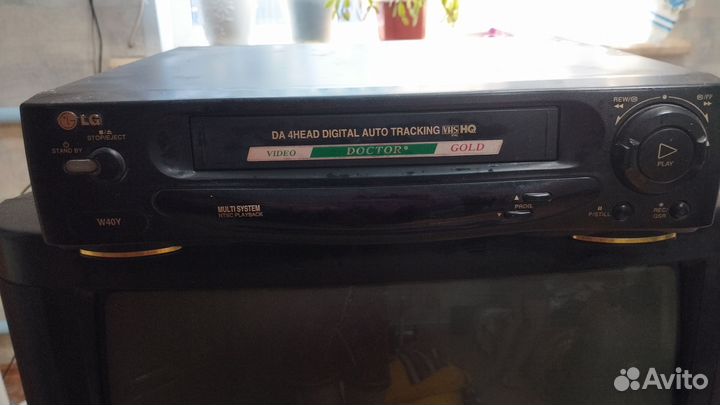 LG
STOP/EJECT
STAND BY
DA 4HEAD DIGITAL AUTO TRACKING VHS HQ
VIDEO DOCTOR® GOLD
REW/
/FF
PLAY
MULTI SYSTEM
NTSC PLAYBACK
PROG.
P/STILL
REC/
QSR
W40Y
Avito